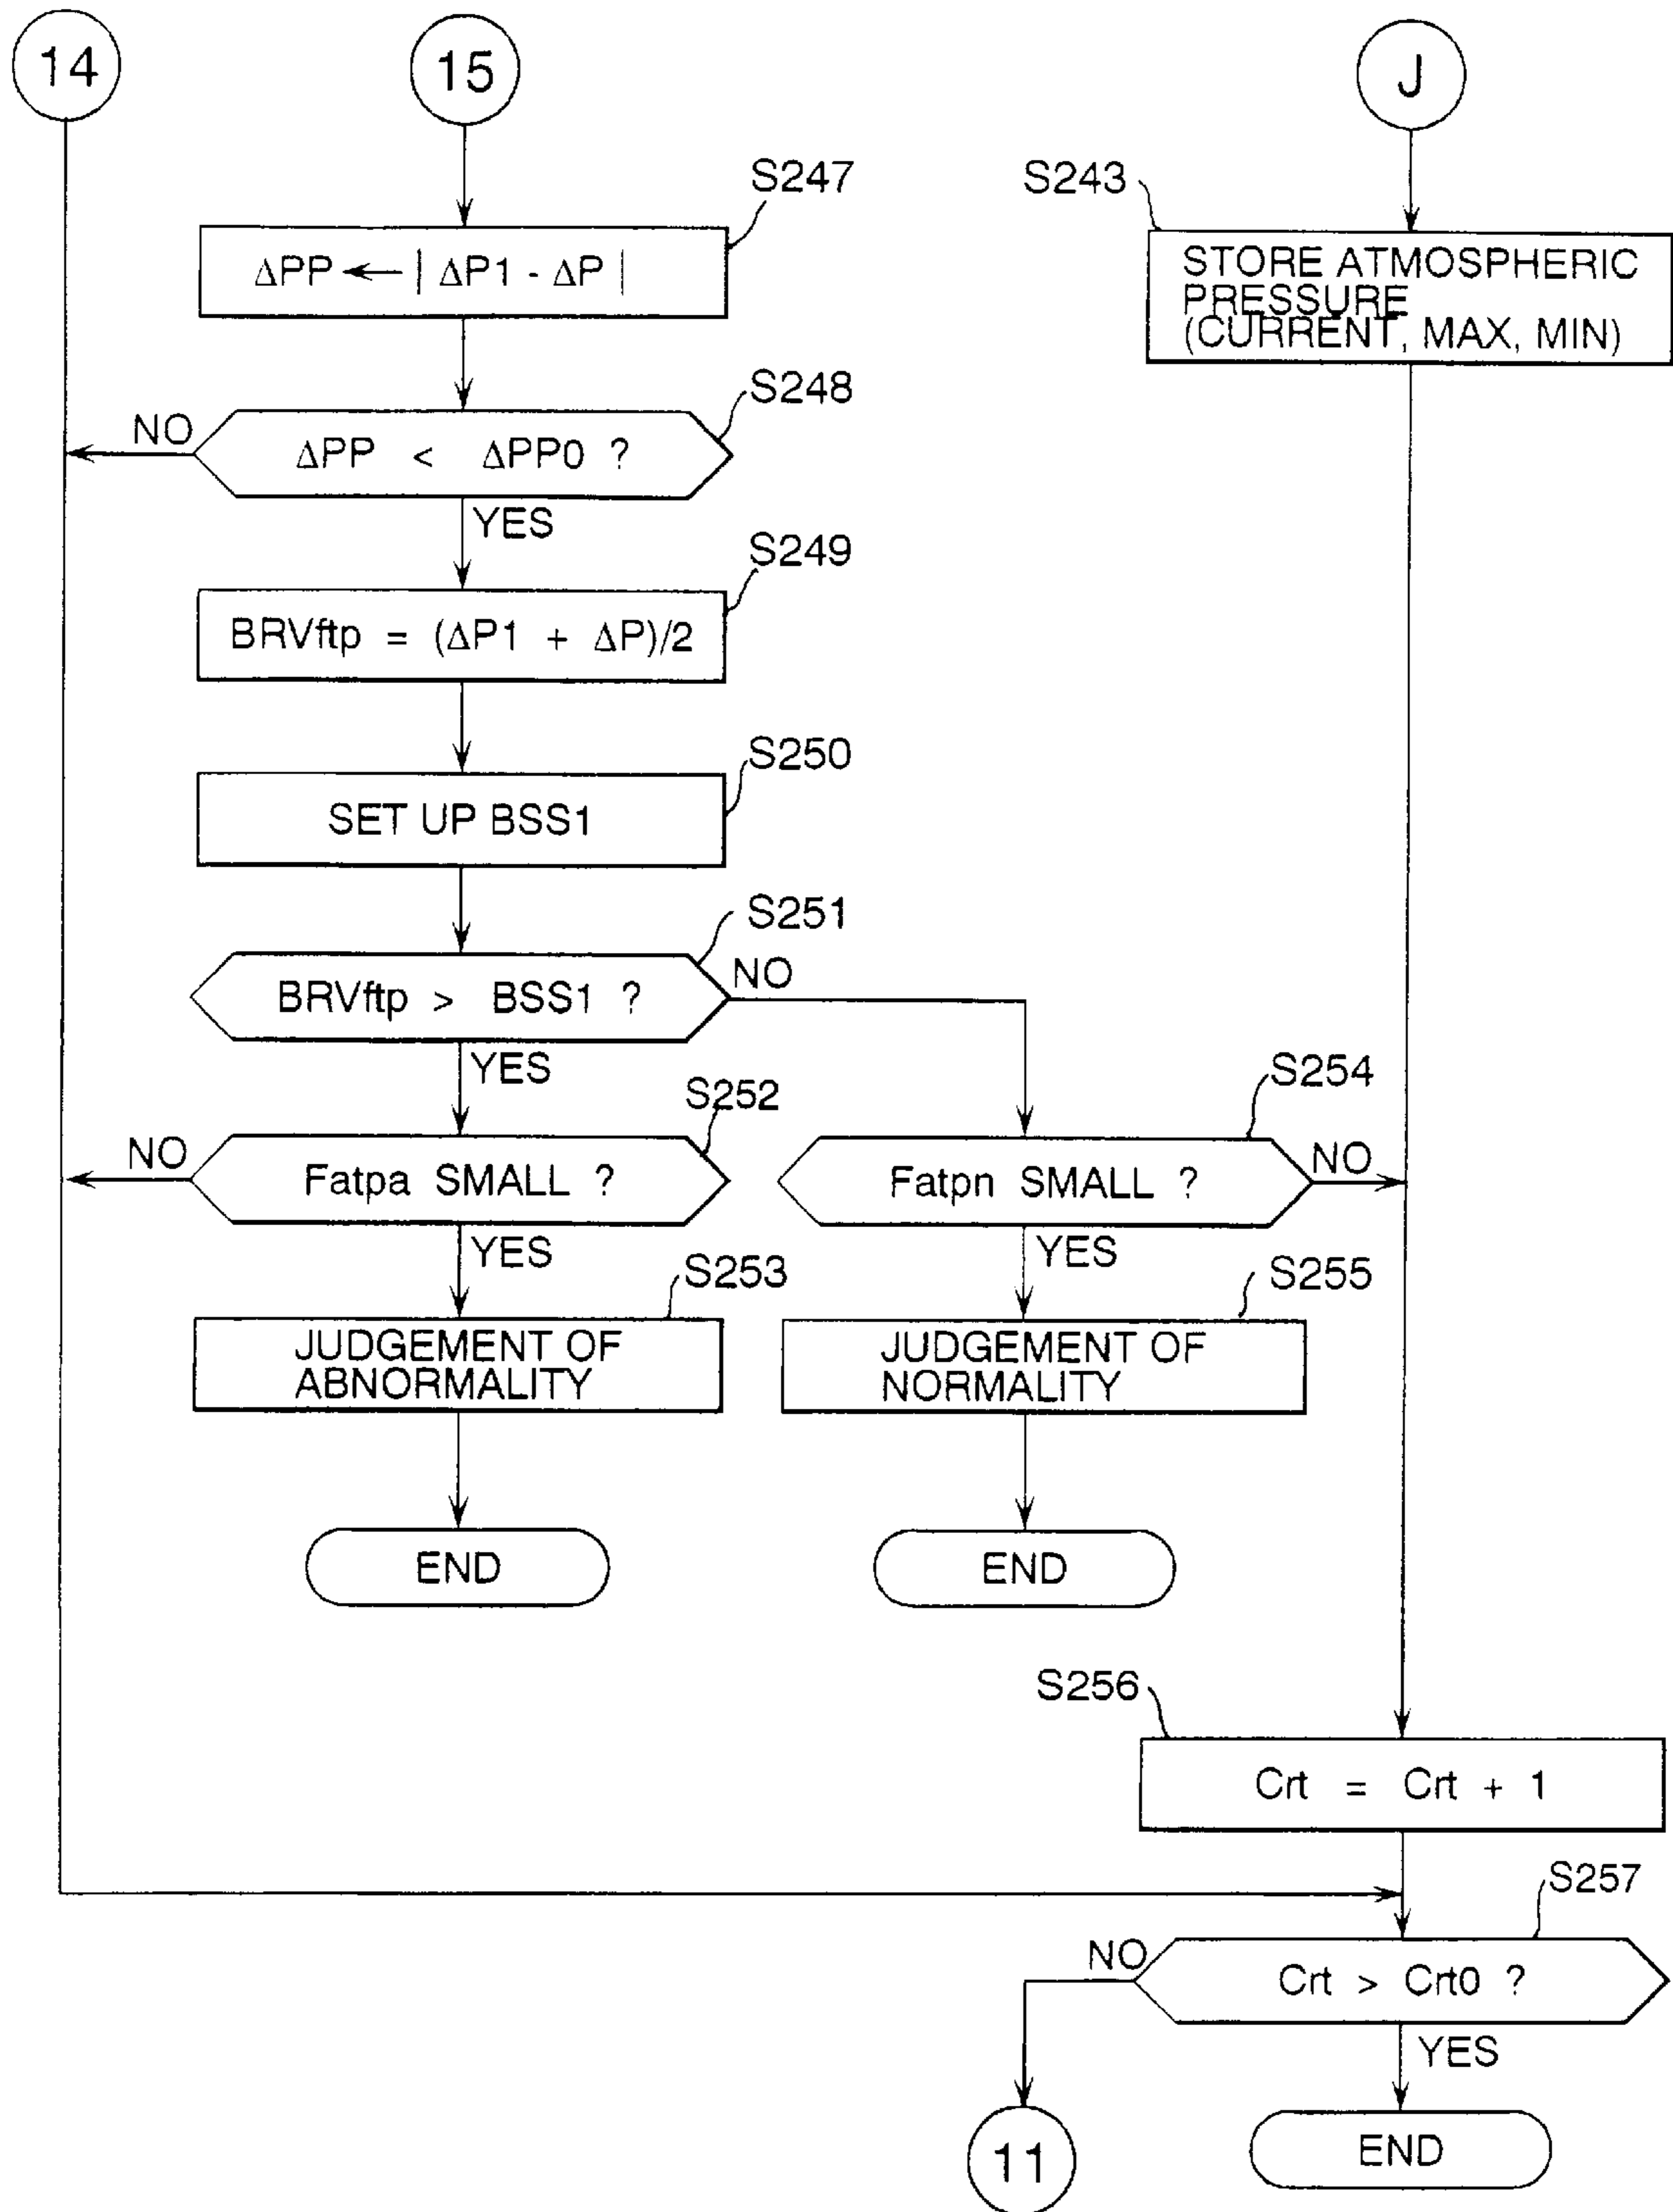 14
15
J
S247
S243
ΔPP ← | ΔP1 - ΔP |
STORE ATMOSPHERIC
PRESSURE
(CURRENT, MAX, MIN)
S248
NO
ΔPP < ΔPP0 ?
YES
S249
BRVftp = (ΔP1 + ΔP)/2
S250
SET UP BSS1
S251
BRVftp > BSS1 ?
NO
YES
S252
S254
NO
Fatpa SMALL ?
Fatpn SMALL ?
NO
YES
YES
S253
S255
JUDGEMENT OF
ABNORMALITY
JUDGEMENT OF
NORMALITY
END
END
S256
Crt = Crt + 1
S257
NO
Crt > Crt0 ?
YES
11
END